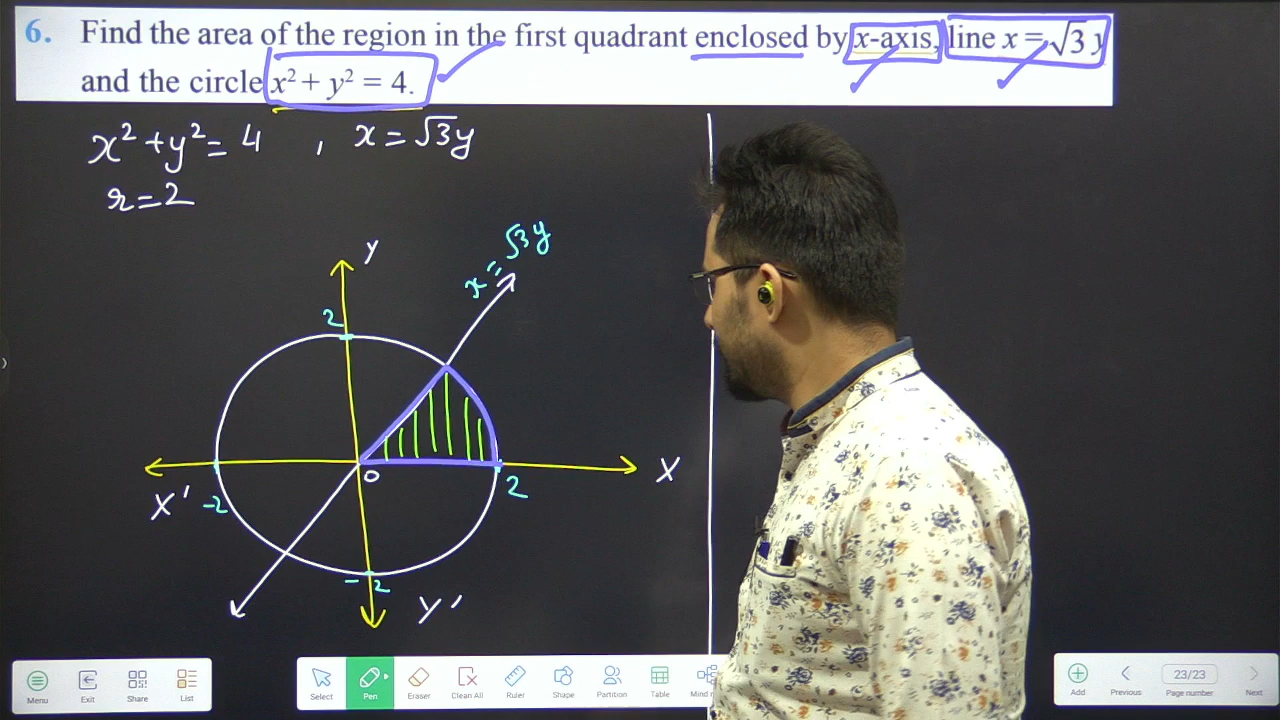 6. Find the area of the region in the first quadrant enclosed by x-axis, line x = √3 y
and the circle x² + y² = 4.
x² + y² = 4 , x = √3y
r = 2
Y
x = √3y
2
O
X
X' -2
2
-2
Y'
Menu Exit Share List Select Pen Eraser Clean All Ruler Shape Partition Table Mind Add Previous 23/23 Page number Next